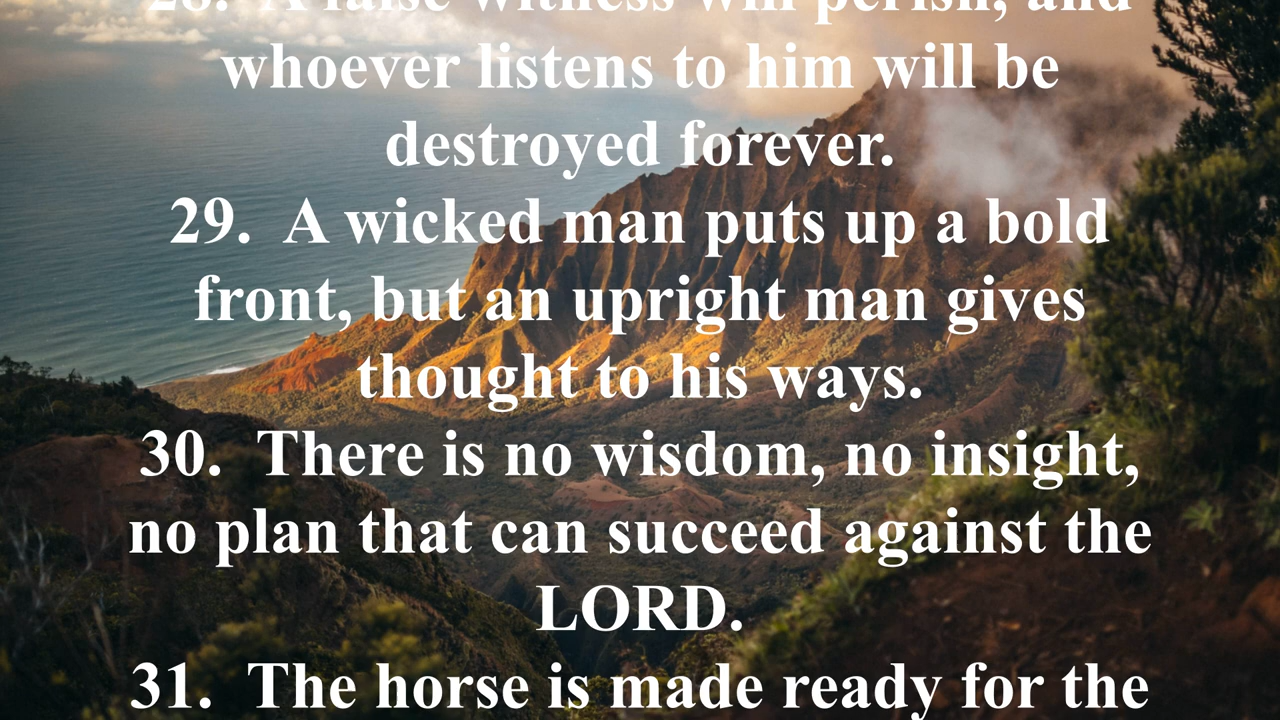 28.  A false witness will perish, and
whoever listens to him will be
destroyed forever.
29.  A wicked man puts up a bold
front, but an upright man gives
thought to his ways.
30.  There is no wisdom, no insight,
no plan that can succeed against the
LORD.
31.  The horse is made ready for the